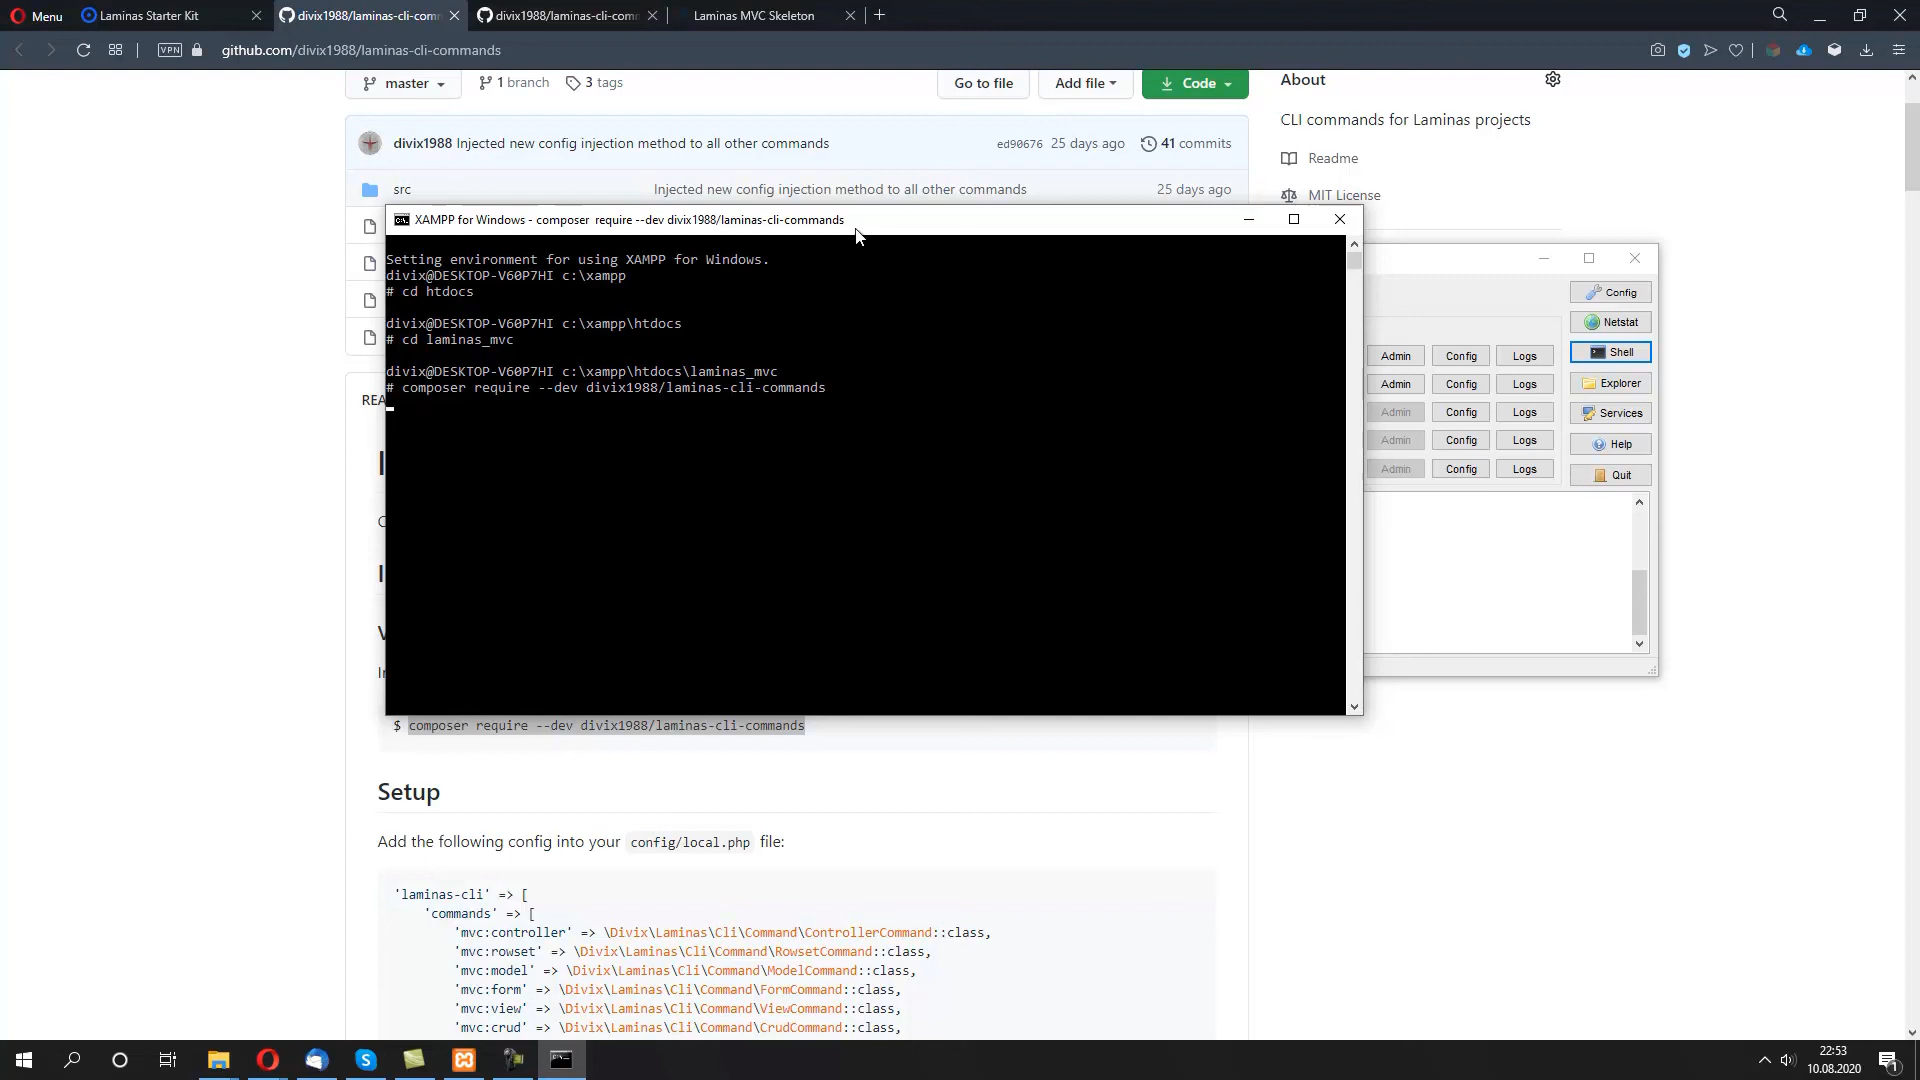 Menu
Laminas Starter Kit
divix1988/laminas-cli-comm
divix1988/laminas-cli-comm
Laminas MVC Skeleton
VPN
github.com/divix1988/laminas-cli-commands
master
1 branch
3 tags
Go to file
Add file
Code
About
CLI commands for Laminas projects
Readme
MIT License
divix1988 Injected new config injection method to all other commands
ed90676 25 days ago
41 commits
src
Injected new config injection method to all other commands
25 days ago
XAMPP for Windows - composer require --dev divix1988/laminas-cli-commands
Setting environment for using XAMPP for Windows.
divix@DESKTOP-V60P7HI c:\xampp
# cd htdocs
divix@DESKTOP-V60P7HI c:\xampp\htdocs
# cd laminas_mvc
divix@DESKTOP-V60P7HI c:\xampp\htdocs\laminas_mvc
# composer require --dev divix1988/laminas-cli-commands
Config
Netstat
Admin Config Logs Shell
Admin Config Logs Explorer
Admin Config Logs Services
Admin Config Logs Help
Admin Config Logs Quit
REA
$ composer require --dev divix1988/laminas-cli-commands
Setup
Add the following config into your config/local.php file:
'laminas-cli' => [
'commands' => [
'mvc:controller' => \Divix\Laminas\Cli\Command\ControllerCommand::class,
'mvc:rowset' => \Divix\Laminas\Cli\Command\RowsetCommand::class,
'mvc:model' => \Divix\Laminas\Cli\Command\ModelCommand::class,
'mvc:form' => \Divix\Laminas\Cli\Command\FormCommand::class,
'mvc:view' => \Divix\Laminas\Cli\Command\ViewCommand::class,
'mvc:crud' => \Divix\Laminas\Cli\Command\CrudCommand::class,
22:53
10.08.2020
1